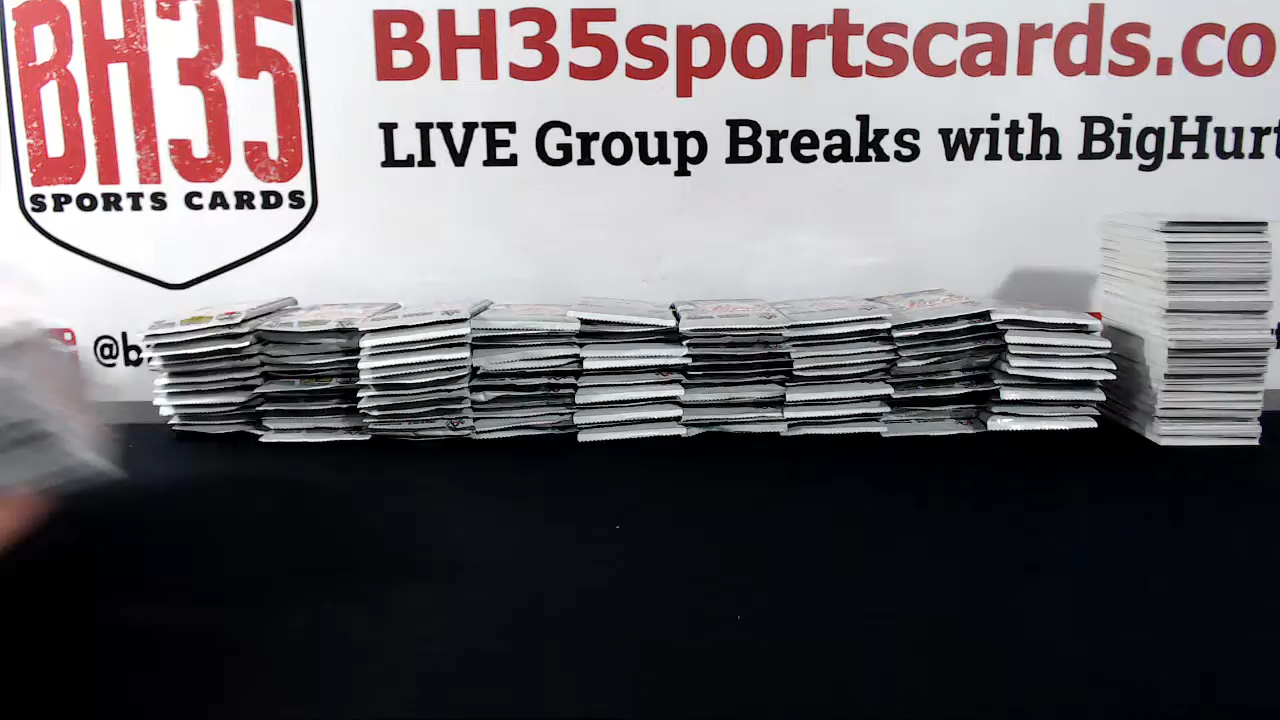 BH35
SPORTS CARDS
BH35sportscards.co
LIVE Group Breaks with BigHurt
@b